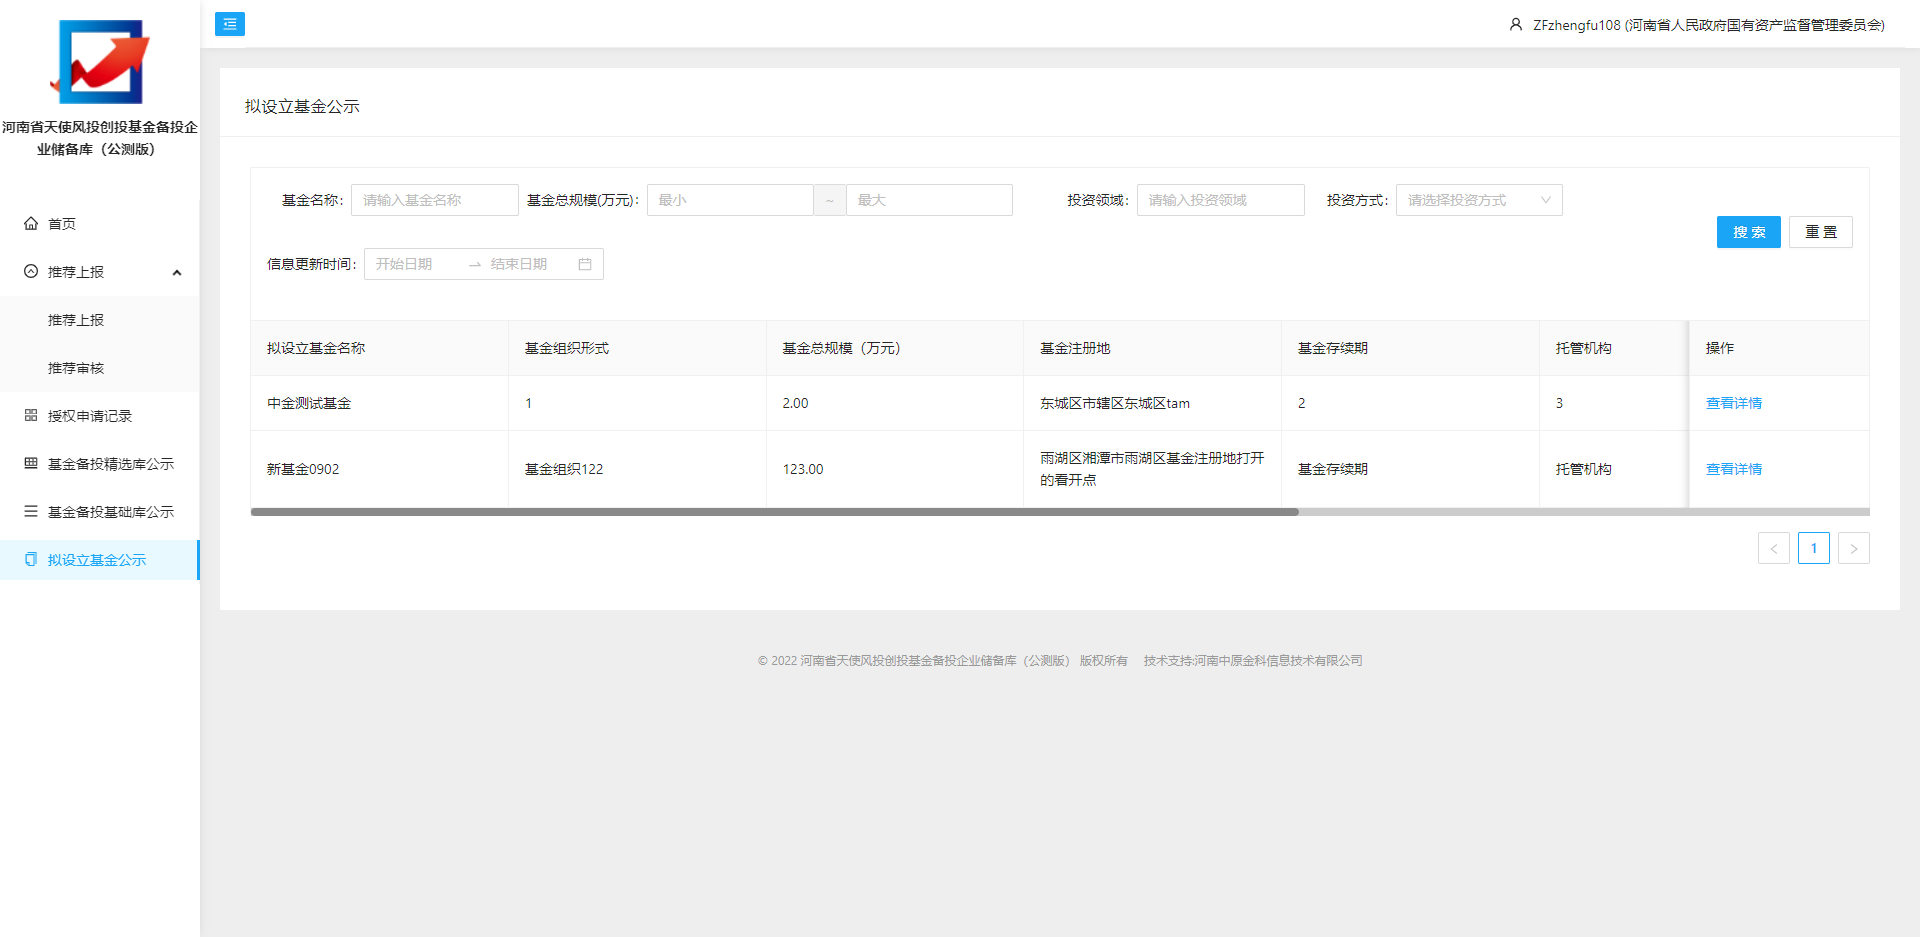 河南省天使风投创投基金备投企
业储备库（公测版）
首页
推荐上报
推荐上报
推荐审核
授权申请记录
基金备投精选库公示
基金备投基础库公示
拟设立基金公示
ZFzhengfu108 (河南省人民政府国有资产监督管理委员会)
拟设立基金公示
基金名称: 请输入基金名称 基金总规模(万元): 最小 ~ 最大 投资领域: 请输入投资领域 投资方式: 请选择投资方式
搜 索 重 置
信息更新时间: 开始日期 → 结束日期
拟设立基金名称 基金组织形式 基金总规模（万元） 基金注册地 基金存续期 托管机构 操作
中金测试基金 1 2.00 东城区市辖区东城区tam 2 3 查看详情
新基金0902 基金组织122 123.00 雨湖区湘潭市雨湖区基金注册地打开
的看开点 基金存续期 托管机构 查看详情
< 1 >
© 2022 河南省天使风投创投基金备投企业储备库（公测版） 版权所有 技术支持:河南中原金科信息技术有限公司